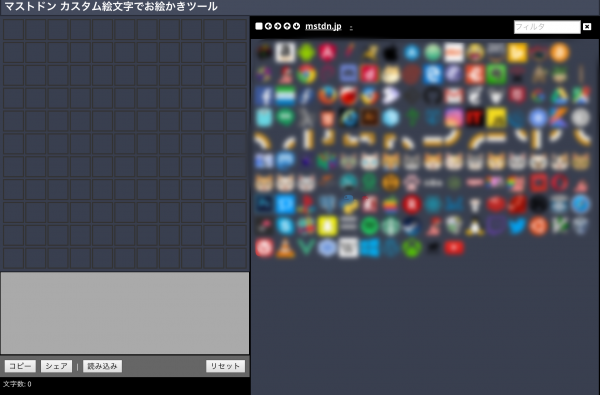 マストドン カスタム絵文字でお絵かきツール
mstdn.jp
フィルタ
コピー シェア | 読み込み リセット
文字数: 0